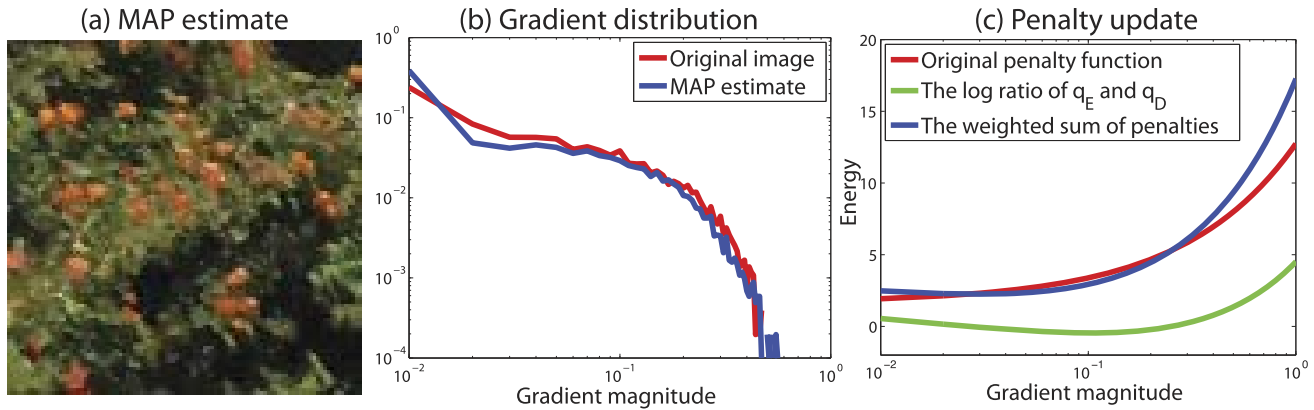 (a) MAP estimate
(b) Gradient distribution
(c) Penalty update
Original image
MAP estimate
10^0
10^-1
10^-2
10^-3
10^-4
10^-2
10^-1
10^0
Gradient magnitude
Original penalty function
The log ratio of q_E and q_D
The weighted sum of penalties
Energy
20
15
10
5
0
10^-2
10^-1
10^0
Gradient magnitude